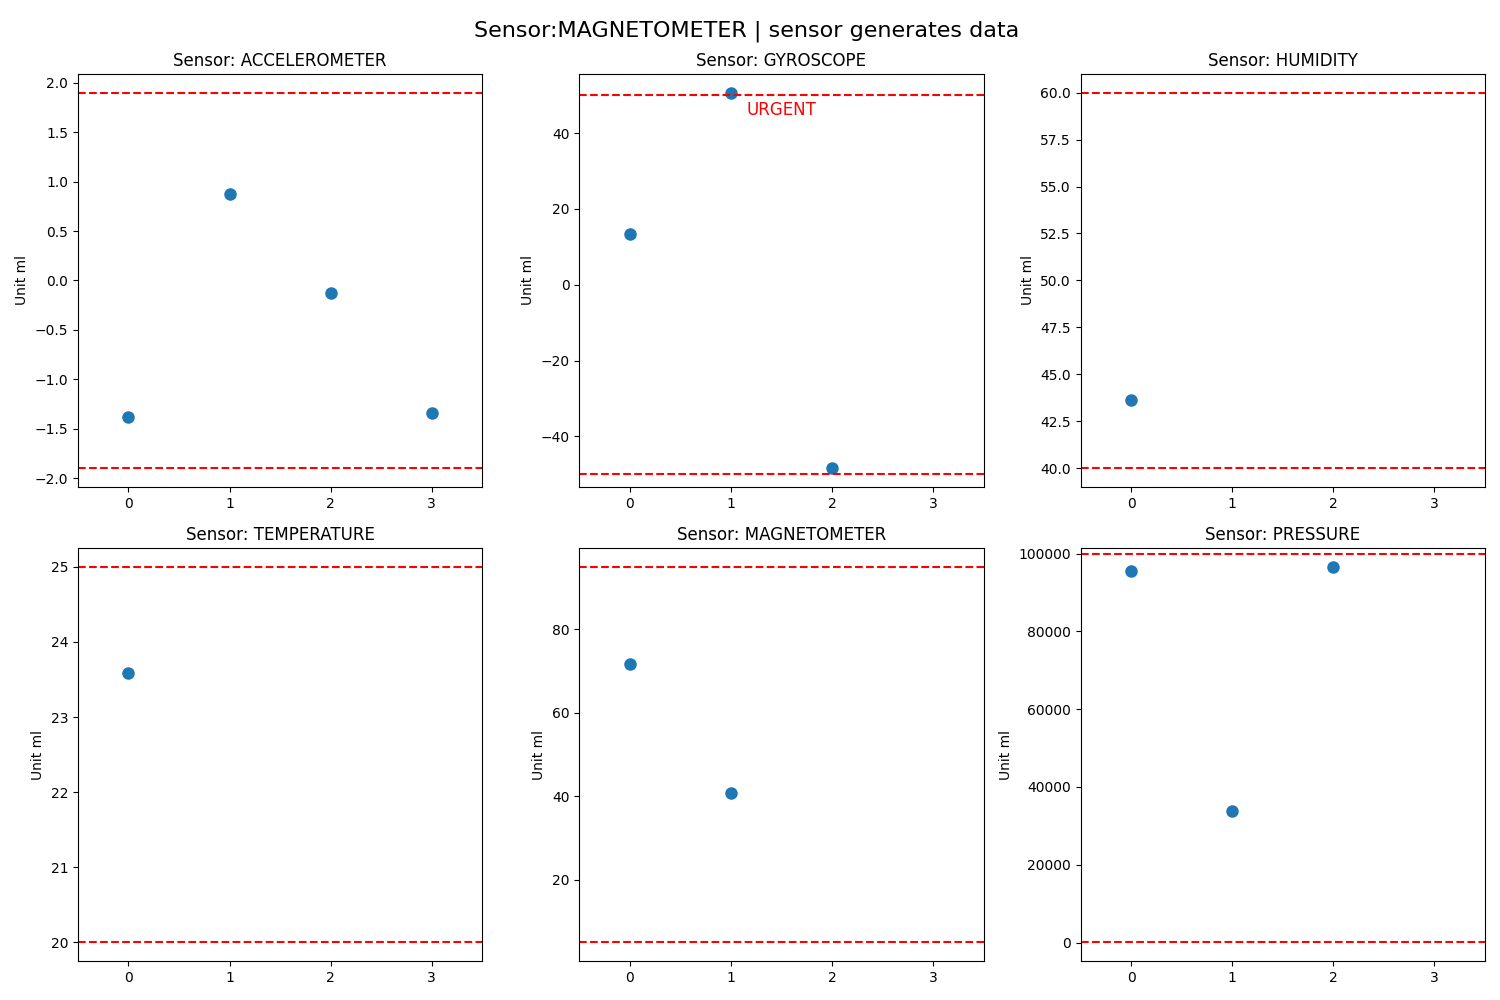 Sensor:MAGNETOMETER | sensor generates data
Sensor: ACCELEROMETER
Unit ml
2.0
1.5
1.0
0.5
0.0
−0.5
−1.0
−1.5
−2.0
0 1 2 3
Sensor: GYROSCOPE
Unit ml
40
20
0
−20
−40
URGENT
0 1 2 3
Sensor: HUMIDITY
Unit ml
60.0
57.5
55.0
52.5
50.0
47.5
45.0
42.5
40.0
0 1 2 3
Sensor: TEMPERATURE
Unit ml
25
24
23
22
21
20
0 1 2 3
Sensor: MAGNETOMETER
Unit ml
80
60
40
20
0 1 2 3
Sensor: PRESSURE
Unit ml
100000
80000
60000
40000
20000
0
0 1 2 3